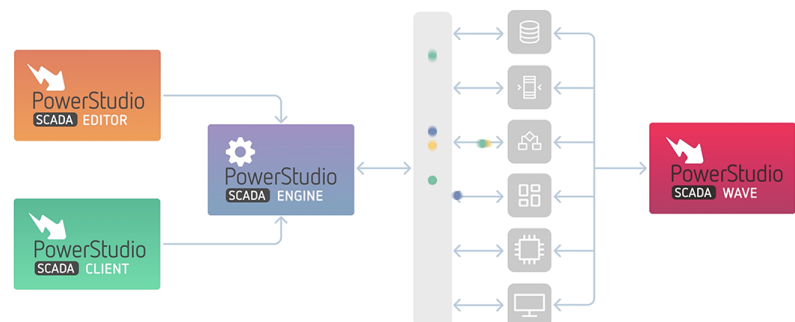 PowerStudio
SCADA EDITOR
PowerStudio
SCADA ENGINE
PowerStudio
SCADA CLIENT
PowerStudio
SCADA WAVE